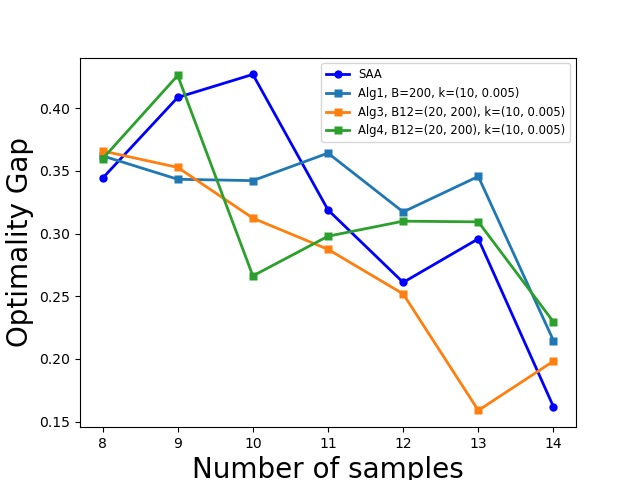 SAA
Alg1, B=200, k=(10, 0.005)
Alg3, B12=(20, 200), k=(10, 0.005)
Alg4, B12=(20, 200), k=(10, 0.005)
0.40
0.35
0.30
0.25
0.20
0.15
Optimality Gap
8 9 10 11 12 13 14
Number of samples